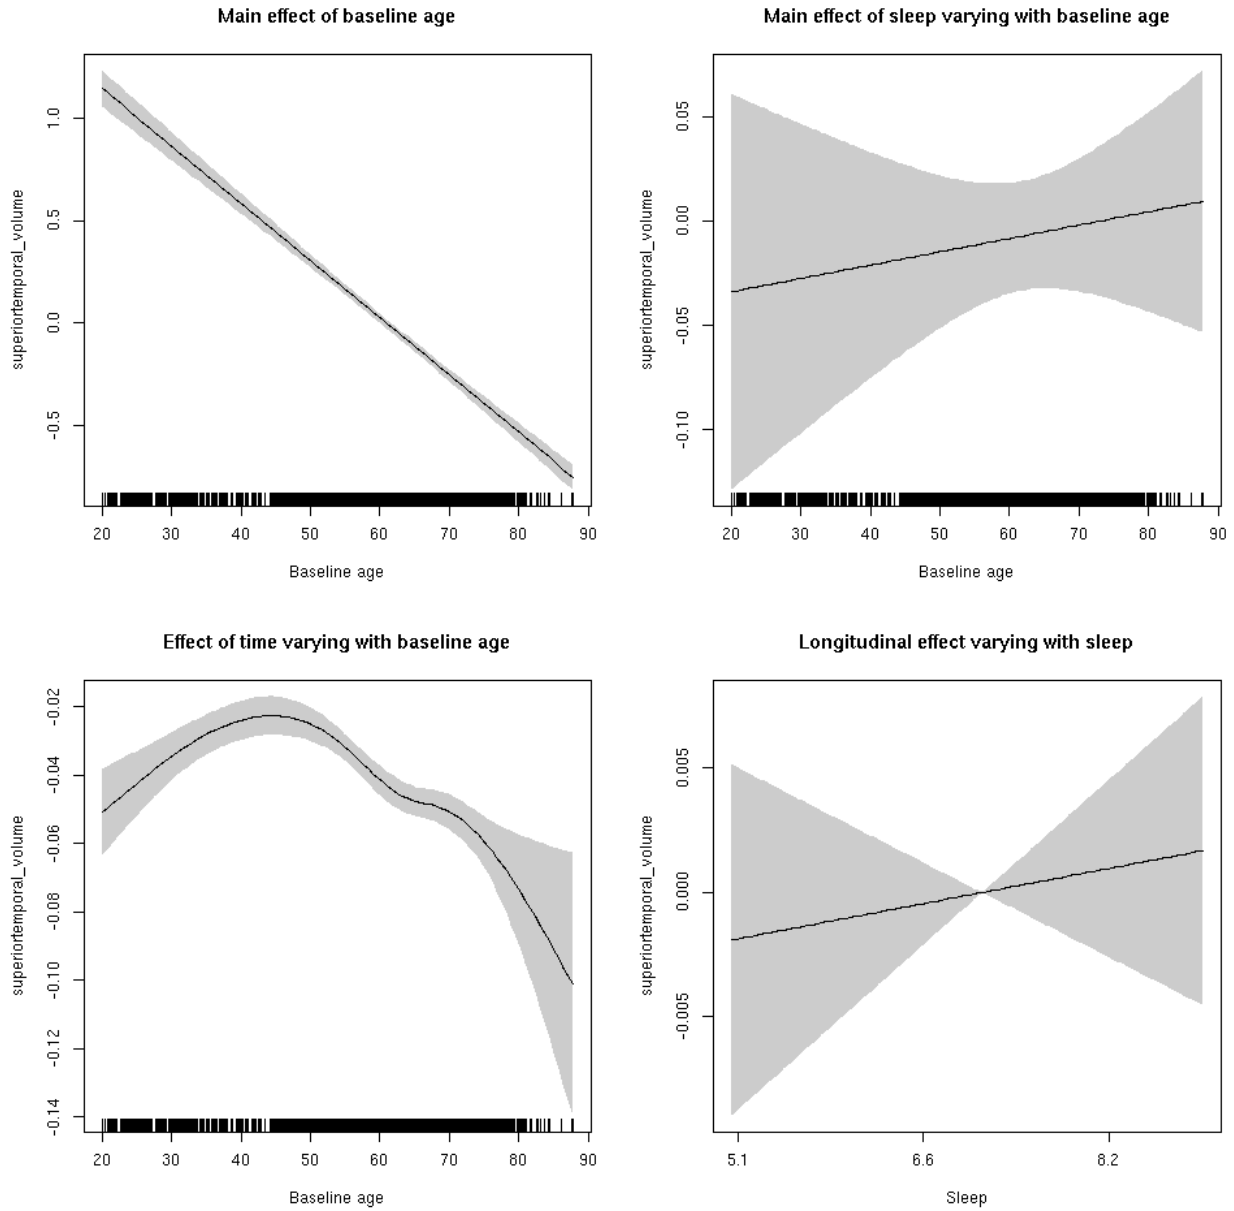 Main effect of baseline age
superiortemporal_volume
1.0
0.5
0.0
-0.5
20 30 40 50 60 70 80 90
Baseline age
Main effect of sleep varying with baseline age
superiortemporal_volume
0.05
0.00
-0.05
-0.10
20 30 40 50 60 70 80 90
Baseline age
Effect of time varying with baseline age
superiortemporal_volume
-0.02
-0.04
-0.06
-0.08
-0.10
-0.12
-0.14
20 30 40 50 60 70 80 90
Baseline age
Longitudinal effect varying with sleep
superiortemporal_volume
0.005
0.000
-0.005
5.1 6.6 8.2
Sleep